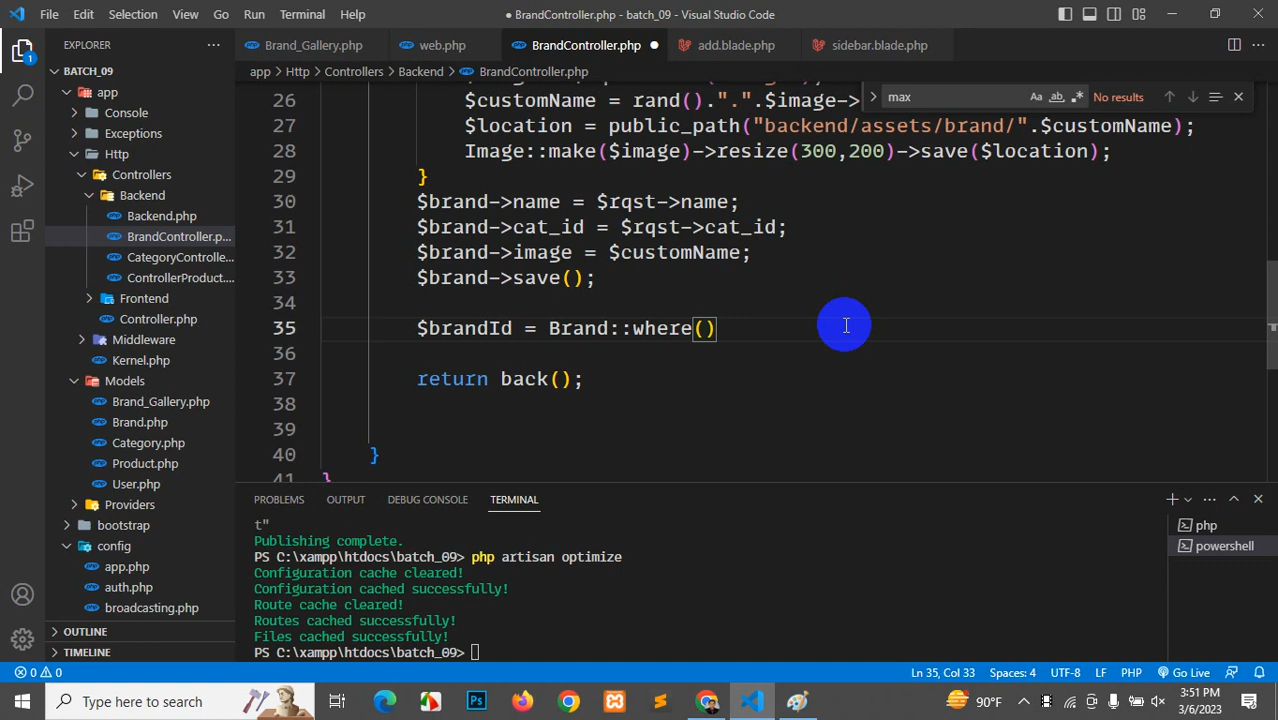 File Edit Selection View Go Run Terminal Help
● BrandController.php - batch_09 - Visual Studio Code
EXPLORER
Brand_Gallery.php
web.php
BrandController.php
add.blade.php
sidebar.blade.php
BATCH_09
app > Http > Controllers > Backend > BrandController.php
app
Console
Exceptions
Http
Controllers
Backend
Backend.php
BrandController.p...
CategoryControlle...
ControllerProduct....
Frontend
Controller.php
Middleware
Kernel.php
Models
Brand_Gallery.php
Brand.php
Category.php
Product.php
User.php
Providers
bootstrap
config
app.php
auth.php
broadcasting.php
OUTLINE
TIMELINE
max
Aa ab .*
No results
26 $customName = rand().".".$image->
27 $location = public_path("backend/assets/brand/".$customName);
28 Image::make($image)->resize(300,200)->save($location);
29 }
30 $brand->name = $rqst->name;
31 $brand->cat_id = $rqst->cat_id;
32 $brand->image = $customName;
33 $brand->save();
34
35 $brandId = Brand::where()
36
37 return back();
38
39
40 }
41 }
PROBLEMS OUTPUT DEBUG CONSOLE TERMINAL
t"
Publishing complete.
PS C:\xampp\htdocs\batch_09> php artisan optimize
Configuration cache cleared!
Configuration cached successfully!
Route cache cleared!
Routes cached successfully!
Files cached successfully!
PS C:\xampp\htdocs\batch_09>
php
powershell
1
0 0
Ln 35, Col 33 Spaces: 4 UTF-8 LF PHP Go Live
Type here to search
Ps
90°F
3:51 PM
3/6/2023